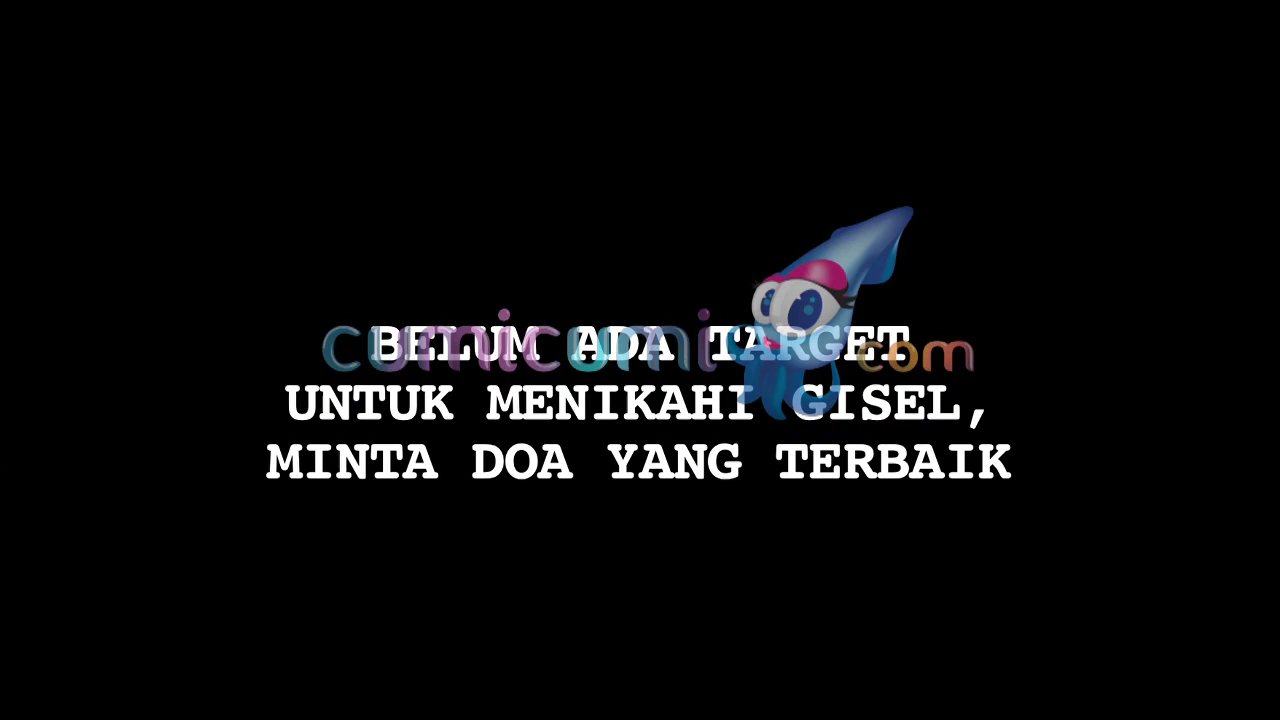 cumicumi.com
BELUM ADA TARGET
UNTUK MENIKAHI GISEL,
MINTA DOA YANG TERBAIK